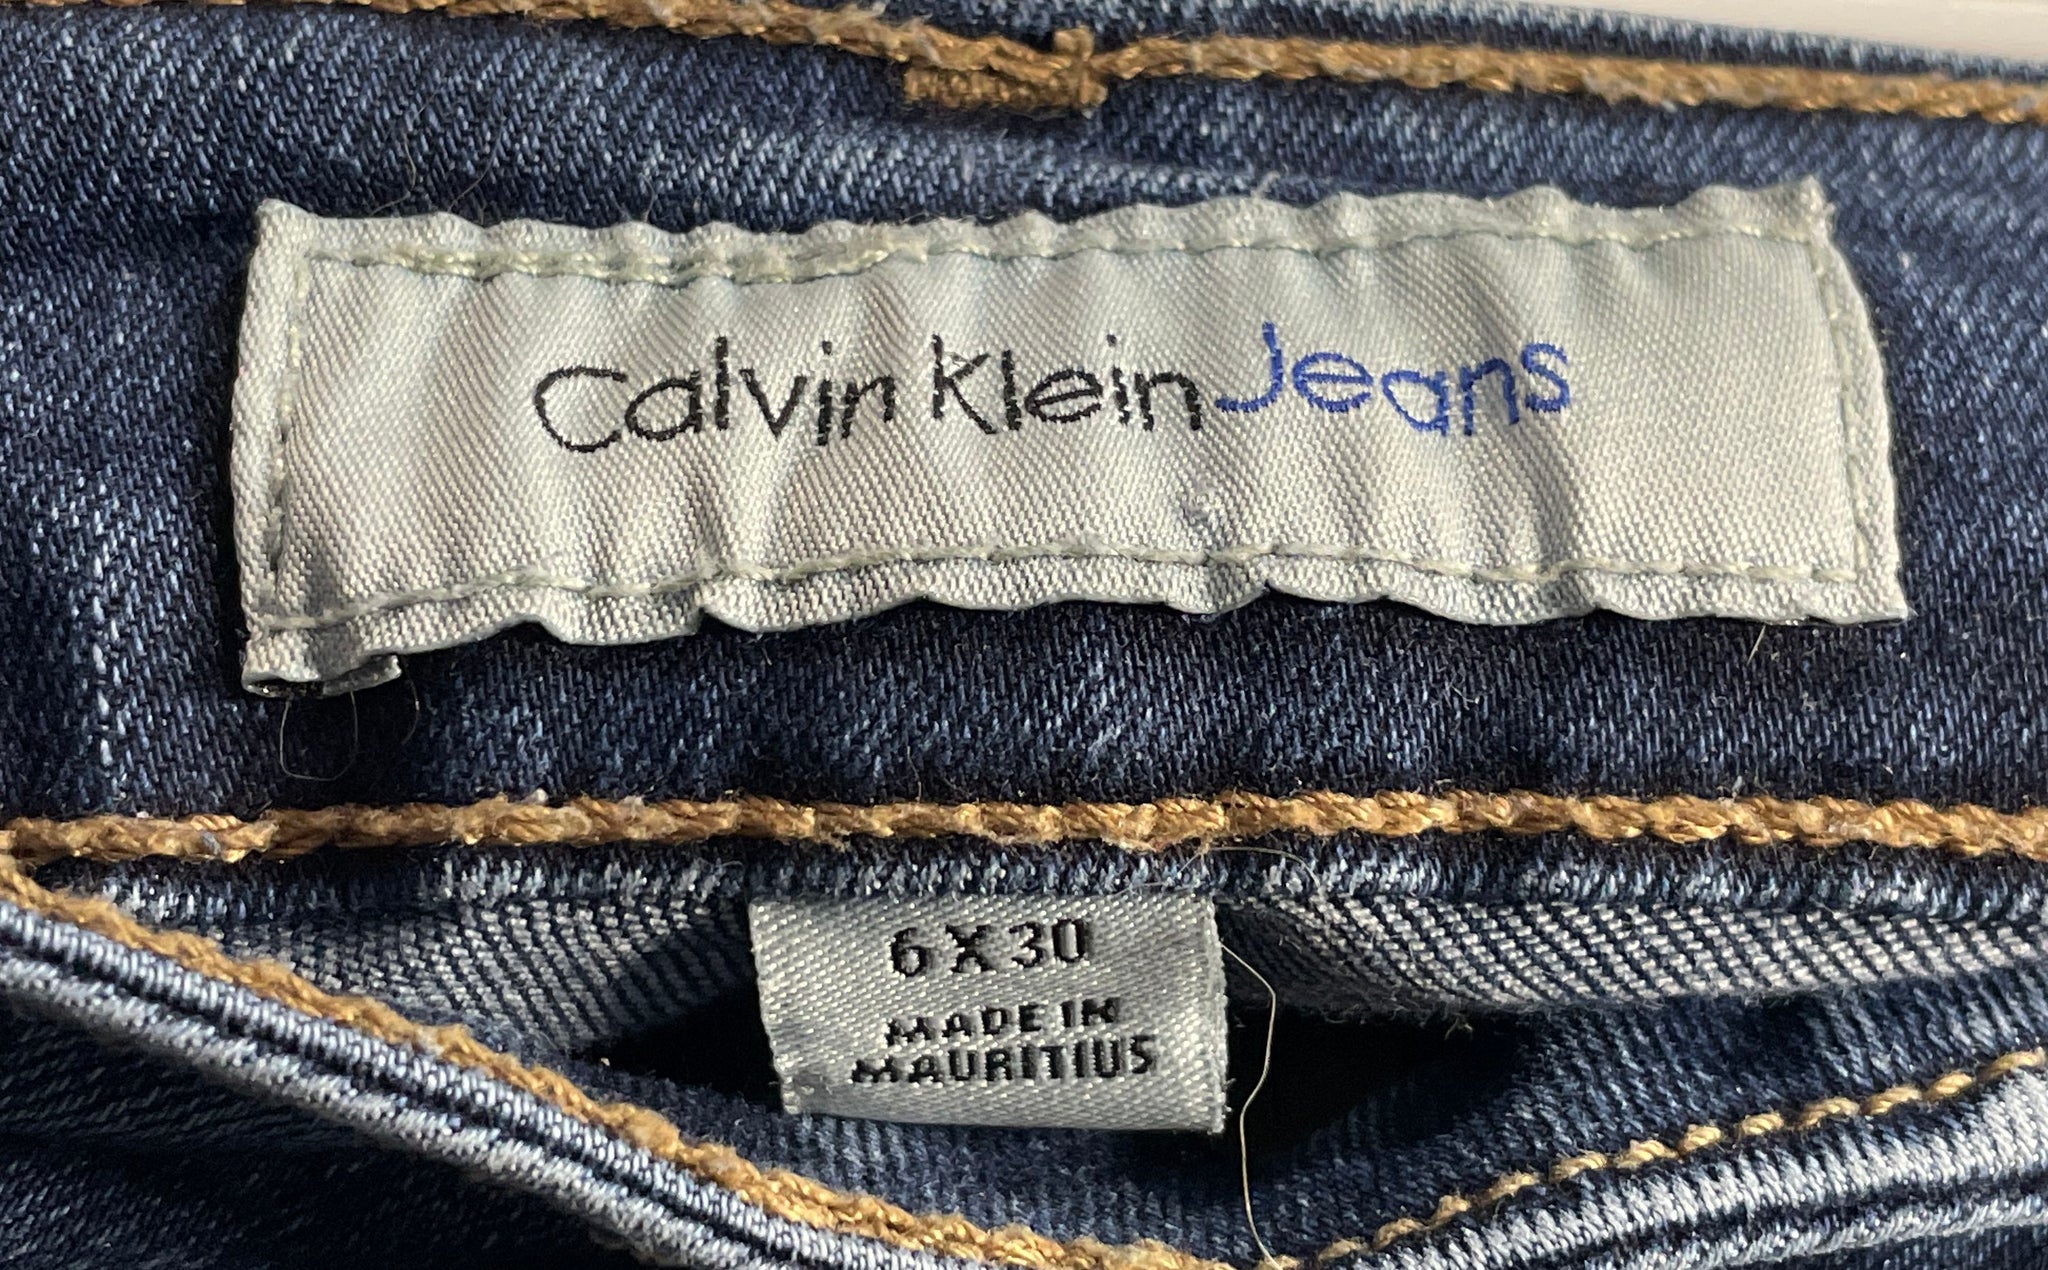 Calvin Klein Jeans
6 X 30
MADE IN
MAURITIUS